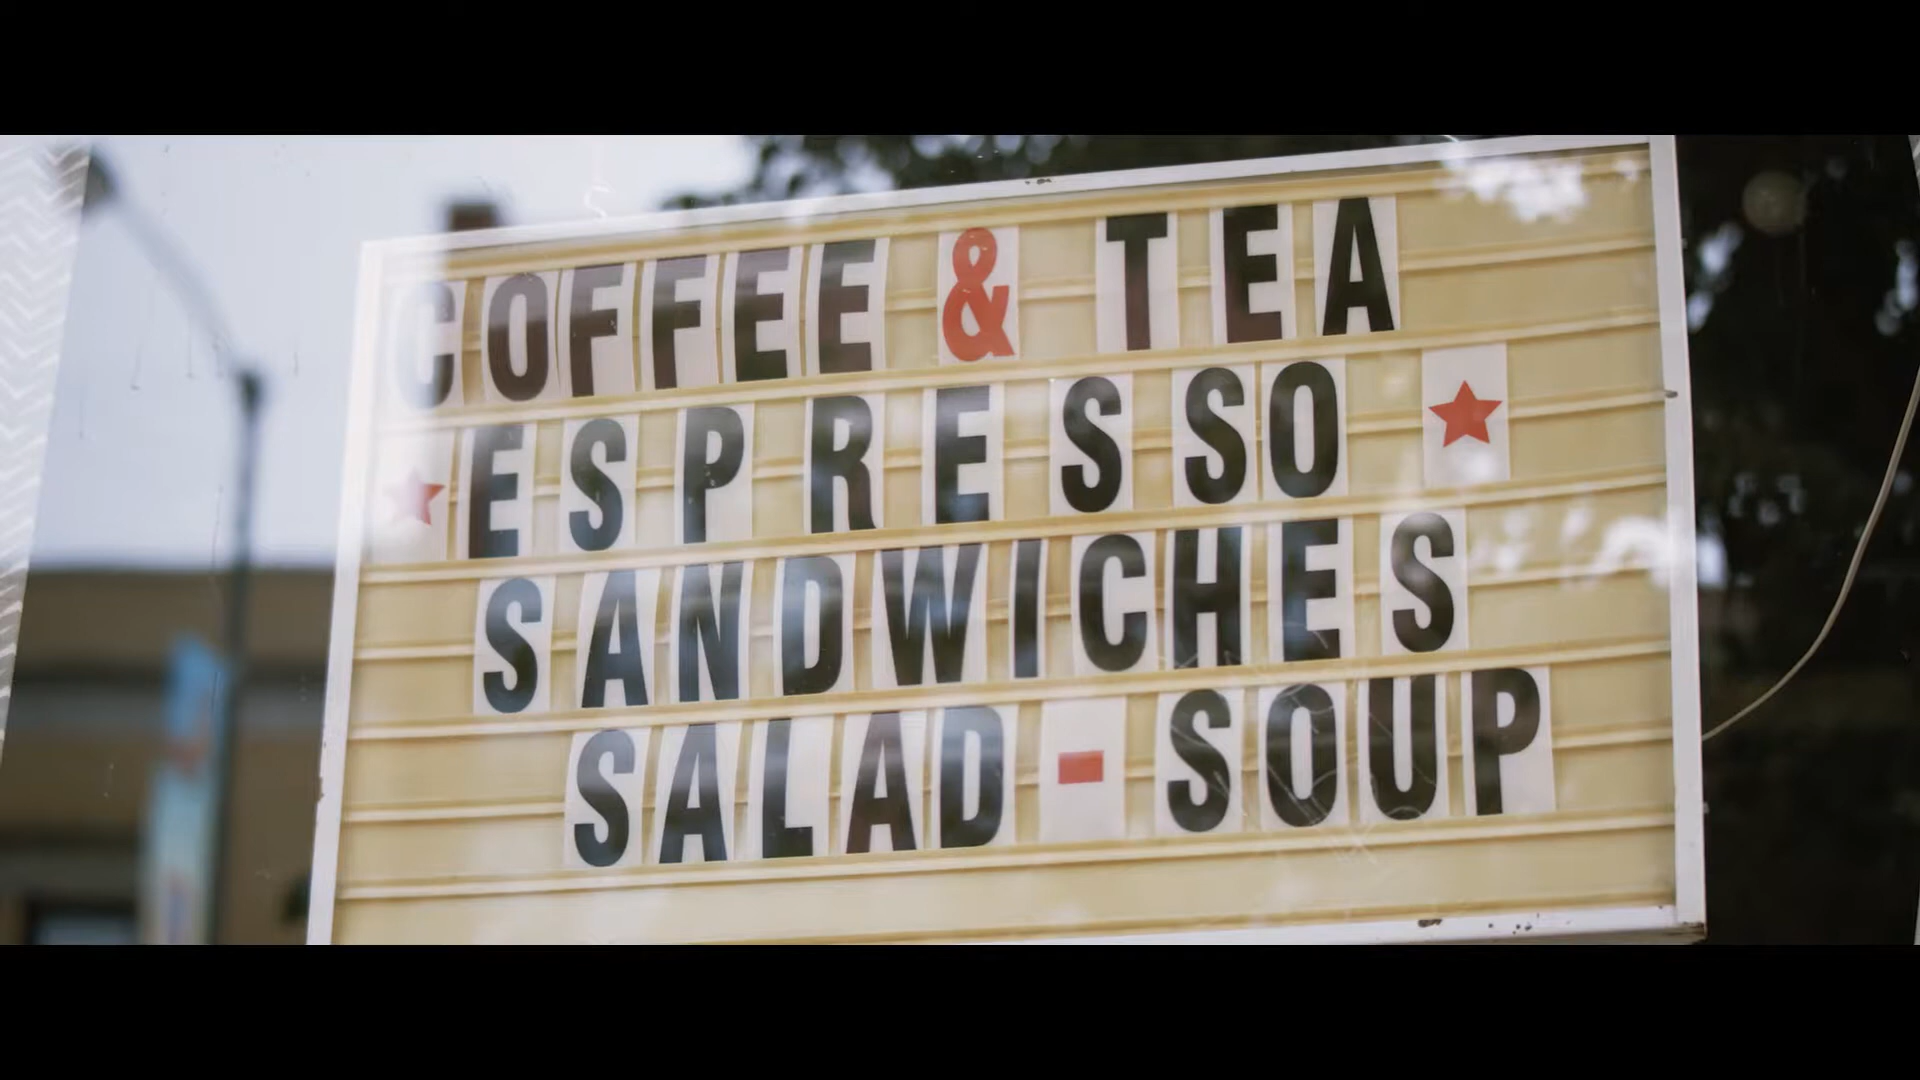 COFFEE & TEA
★ ESPRESSO ★
SANDWICHES
SALAD - SOUP